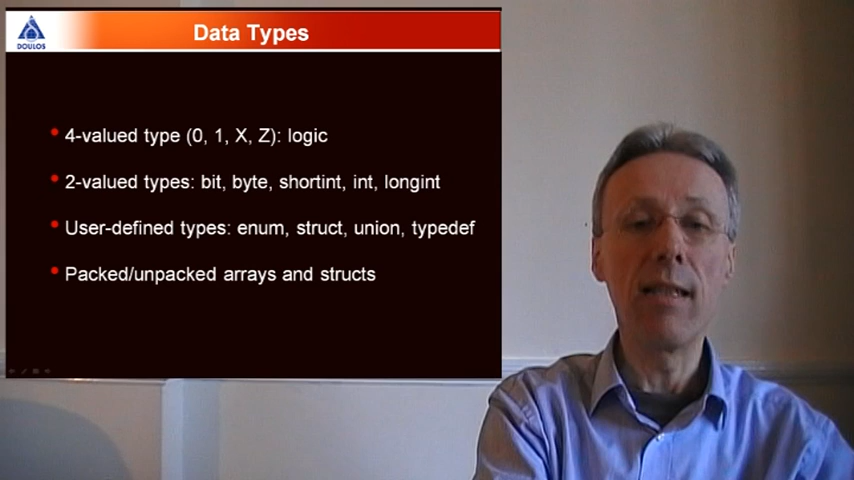 DOULOS
Data Types
4-valued type (0, 1, X, Z): logic
2-valued types: bit, byte, shortint, int, longint
User-defined types: enum, struct, union, typedef
Packed/unpacked arrays and structs